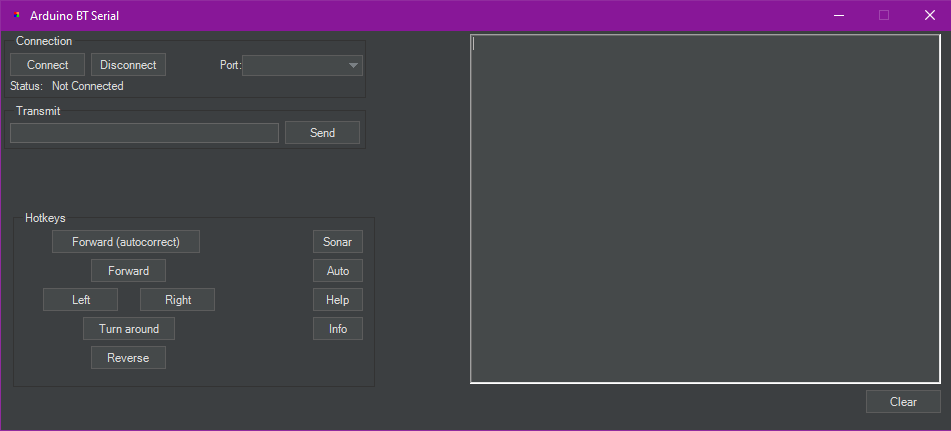 Arduino BT Serial
Connection
Connect Disconnect Port:
Status: Not Connected
Transmit
Send
Hotkeys
Forward (autocorrect) Sonar
Forward Auto
Left Right Help
Turn around Info
Reverse
Clear